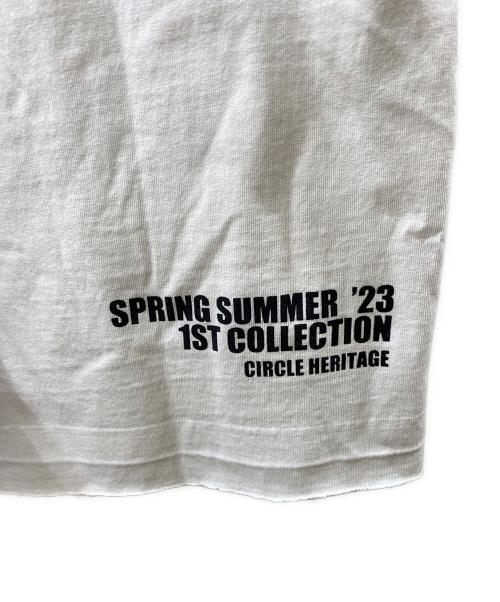 SPRING SUMMER '23
1ST COLLECTION
CIRCLE HERITAGE